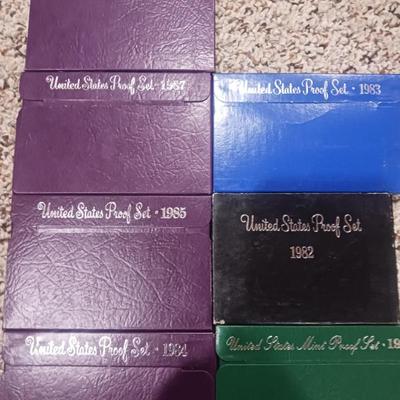 United States Proof Set · 1987
United States Proof Set · 1985
United States Proof Set · 1984
United States Proof Set · 1983
United States Proof Set
1982
United States Mint Proof Set · 19